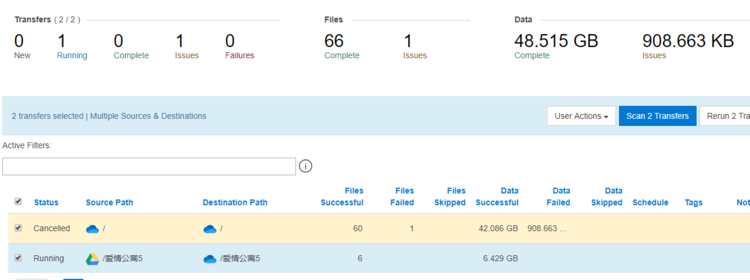 Transfers ( 2 / 2 ) Files Data
0 1 0 1 0 66 1 48.515 GB 908.663 KB
New Running Complete Issues Failures Complete Issues Complete Issues
2 transfers selected | Multiple Sources & Destinations User Actions Scan 2 Transfers Rerun 2 Tra
Active Filters:
Files Files Files Data Data Data
Status Source Path Destination Path Successful Failed Skipped Successful Failed Skipped Schedule Tags Not
Cancelled / / 60 1 42.086 GB 908.663 ...
Running /爱情公寓5 /爱情公寓5 6 6.429 GB